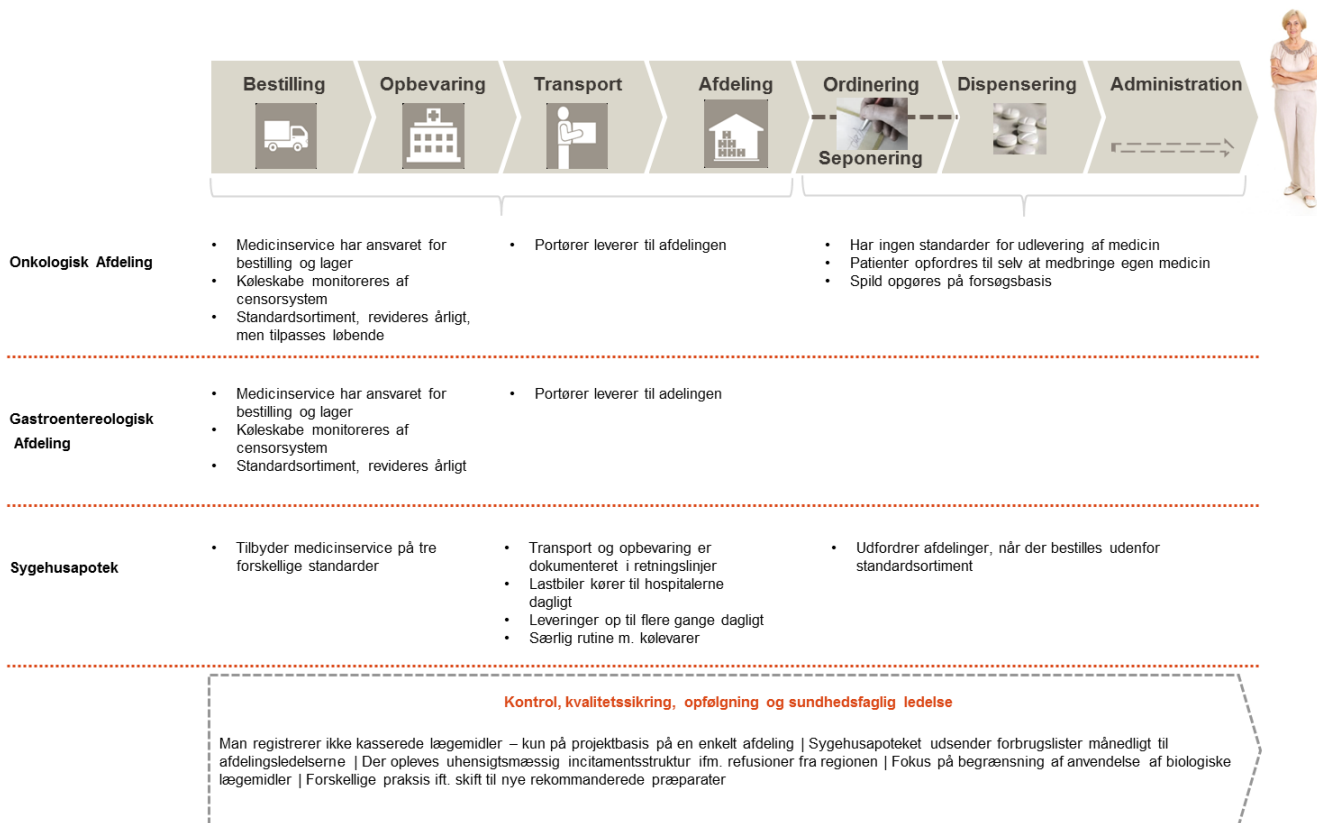 Bestilling
Opbevaring
Transport
Afdeling
Ordinering
Seponering
Dispensering
Administration
Onkologisk Afdeling
• Medicinservice har ansvaret for
bestilling og lager
• Køleskabe monitoreres af
censorsystem
• Standardsortiment, revideres årligt,
men tilpasses løbende
• Portører leverer til afdelingen
• Har ingen standarder for udlevering af medicin
• Patienter opfordres til selv at medbringe egen medicin
• Spild opgøres på forsøgsbasis
Gastroentereologisk
Afdeling
• Medicinservice har ansvaret for
bestilling og lager
• Køleskabe monitoreres af
censorsystem
• Standardsortiment, revideres årligt
• Portører leverer til adelingen
Sygehusapotek
• Tilbyder medicinservice på tre
forskellige standarder
• Transport og opbevaring er
dokumenteret i retningslinjer
• Lastbiler kører til hospitalerne
dagligt
• Leveringer op til flere gange dagligt
• Særlig rutine m. kølevarer
• Udfordrer afdelinger, når der bestilles udenfor
standardsortiment
Kontrol, kvalitetssikring, opfølgning og sundhedsfaglig ledelse
Man registrerer ikke kasserede lægemidler – kun på projektbasis på en enkelt afdeling | Sygehusapoteket udsender forbrugslister månedligt til
afdelingsledelserne | Der opleves uhensigtsmæssig incitamentsstruktur ifm. refusioner fra regionen | Fokus på begrænsning af anvendelse af biologiske
lægemidler | Forskellige praksis ift. skift til nye rekommanderede præparater